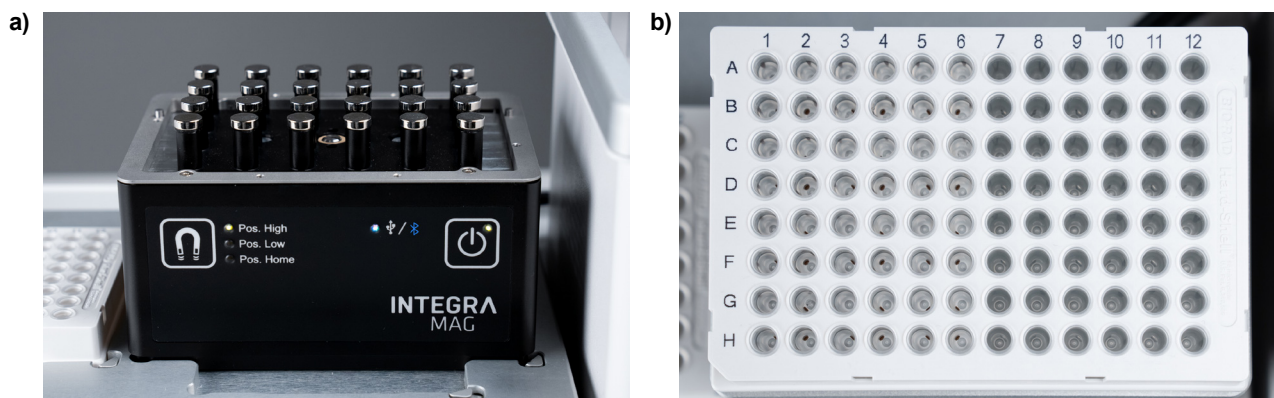 a)
Pos. High
Pos. Low
Pos. Home
INTEGRA
MAG
b)
1 2 3 4 5 6 7 8 9 10 11 12
A
B
C
D
E
F
G
H